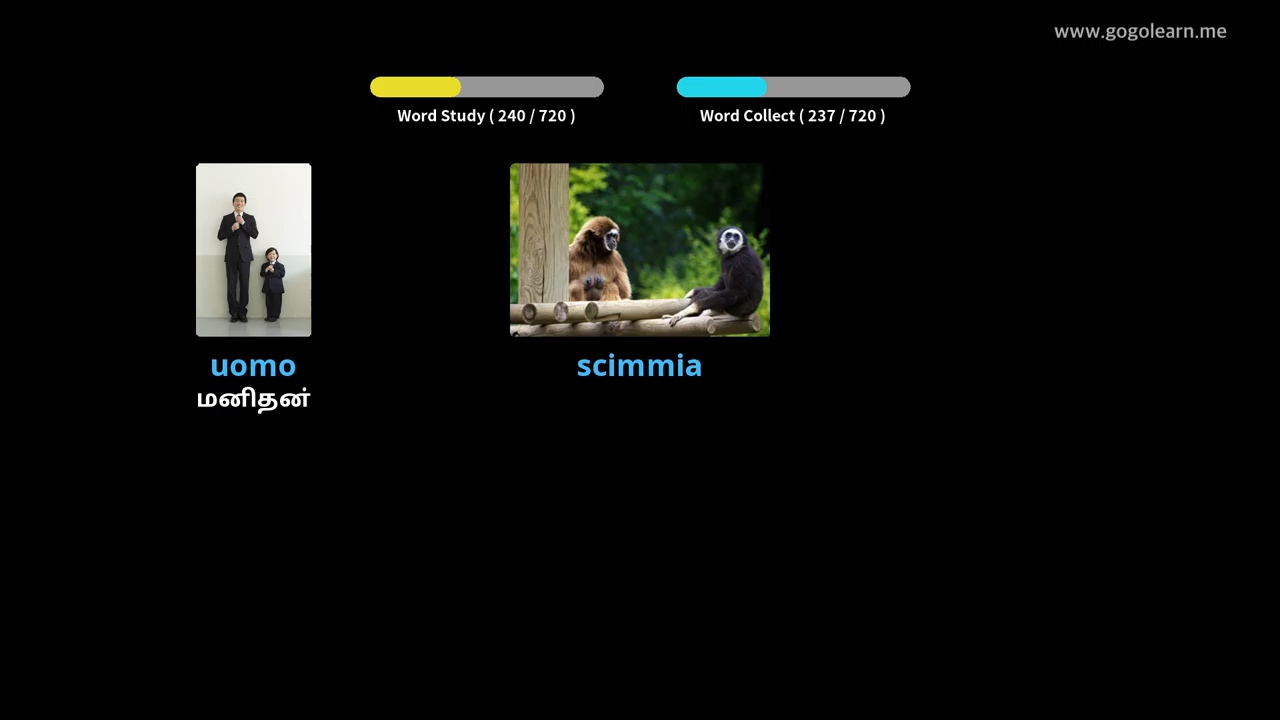 www.gogolearn.me
Word Study ( 240 / 720 )
Word Collect ( 237 / 720 )
uomo
மனிதன்
scimmia